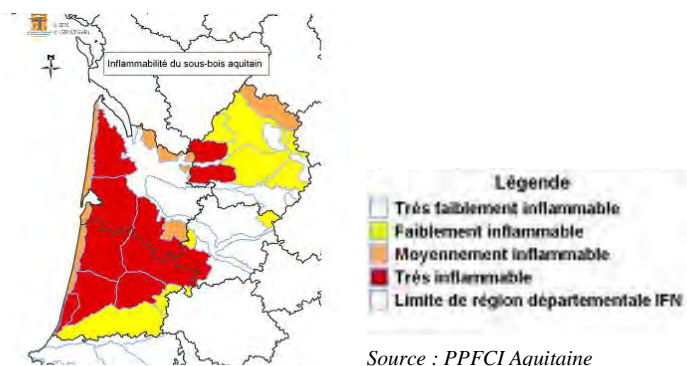 N
Inflammabilité du sous-bois aquitain
Légende
Très faiblement inflammable
Faiblement inflammable
Moyennement inflammable
Très inflammable
Limite de région départementale IFN
Source : PPFCI Aquitaine